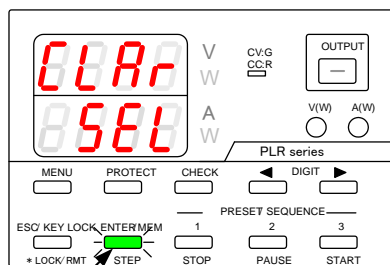 CLAr
SEL
V
W
A
W
CV:G
CC:R
OUTPUT
V(W) A(W)
PLR series
MENU PROTECT CHECK ◀ DIGIT ▶
PRESET/ SEQUENCE
ESC/ KEY LOCK ENTER/MEM 1 2 3
* LOCK/ RMT STEP STOP PAUSE START